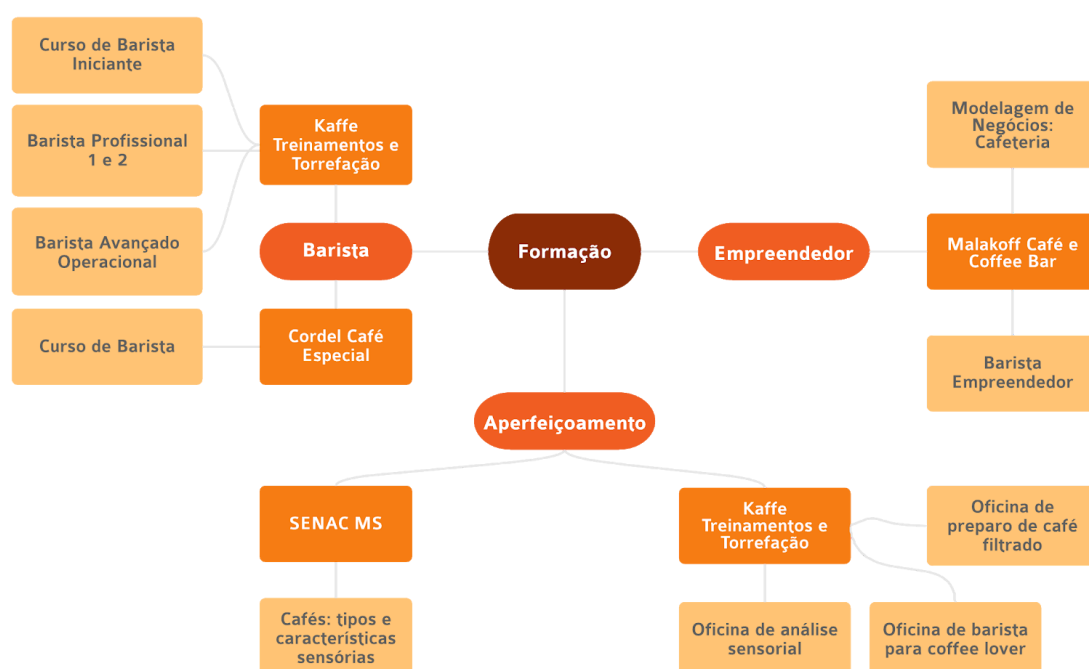 Curso de Barista
Iniciante
Barista Profissional
1 e 2
Barista Avançado
Operacional
Curso de Barista
Kaffe
Treinamentos e
Torrefação
Barista
Cordel Café
Especial
Formação
Empreendedor
Modelagem de
Negócios:
Cafeteria
Malakoff Café e
Coffee Bar
Barista
Empreendedor
Aperfeiçoamento
SENAC MS
Cafés: tipos e
características
sensórias
Kaffe
Treinamentos e
Torrefação
Oficina de
preparo de café
filtrado
Oficina de análise
sensorial
Oficina de barista
para coffee lover